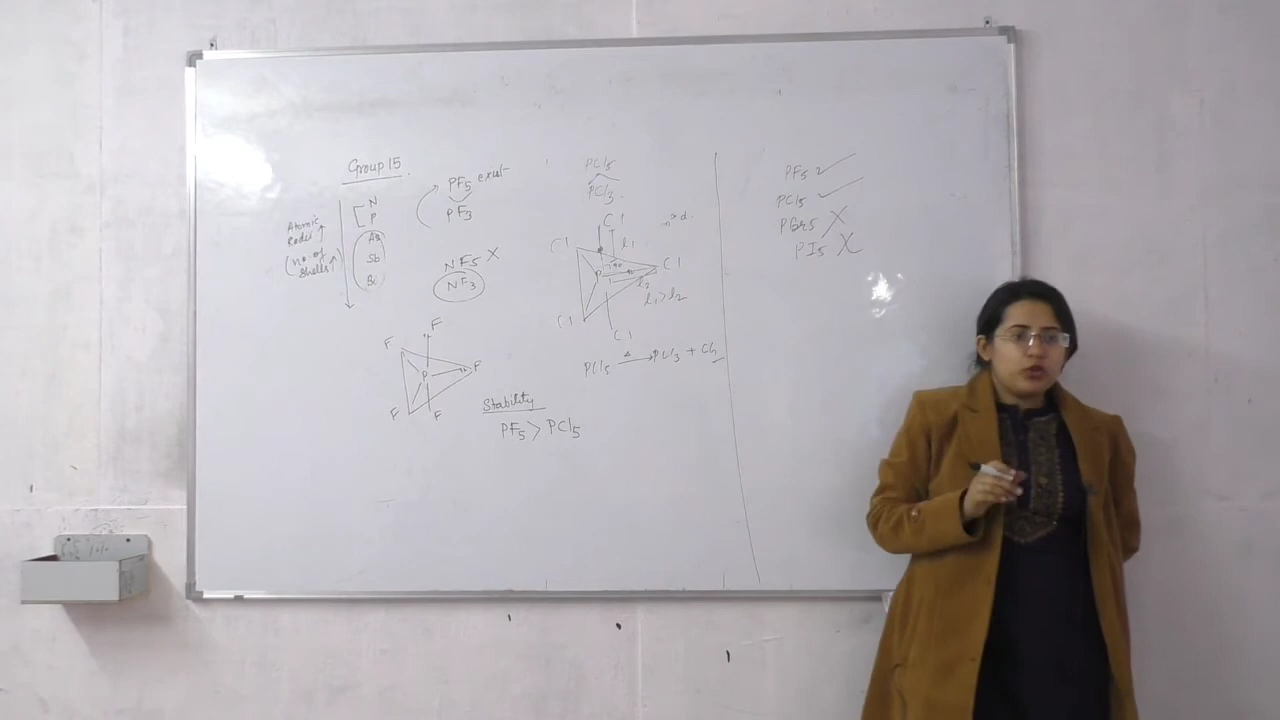 Group 15
N
P
As
Sb
Bi
Atomic
Radii ↑
(no. of
shells ↑)
PF5 exist
PF3
NF5 X
NF3
F
F
P
F
F
F
Stability
PF5 > PCl5
PCl5
PCl3
Cl
Cl
l1
P
Cl
l2
l1 > l2
Cl
Cl
PCl5 Δ→ PCl3 + Cl2
PF5 ✓
PCl5 ✓
PBr5 X
PI5 X